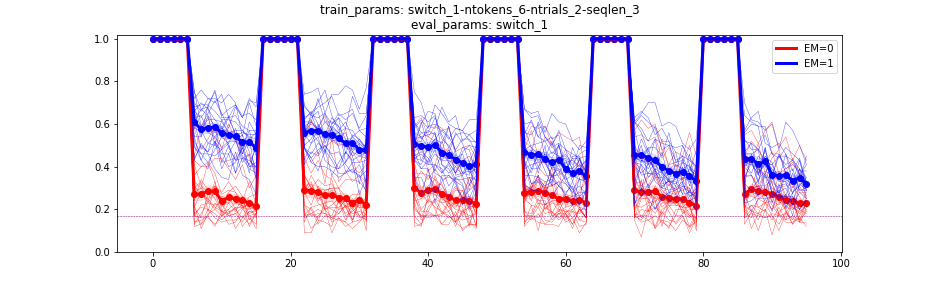 train_params: switch_1-ntokens_6-ntrials_2-seqlen_3
eval_params: switch_1
1.0
0.8
0.6
0.4
0.2
0.0
EM=0
EM=1
0 20 40 60 80 100